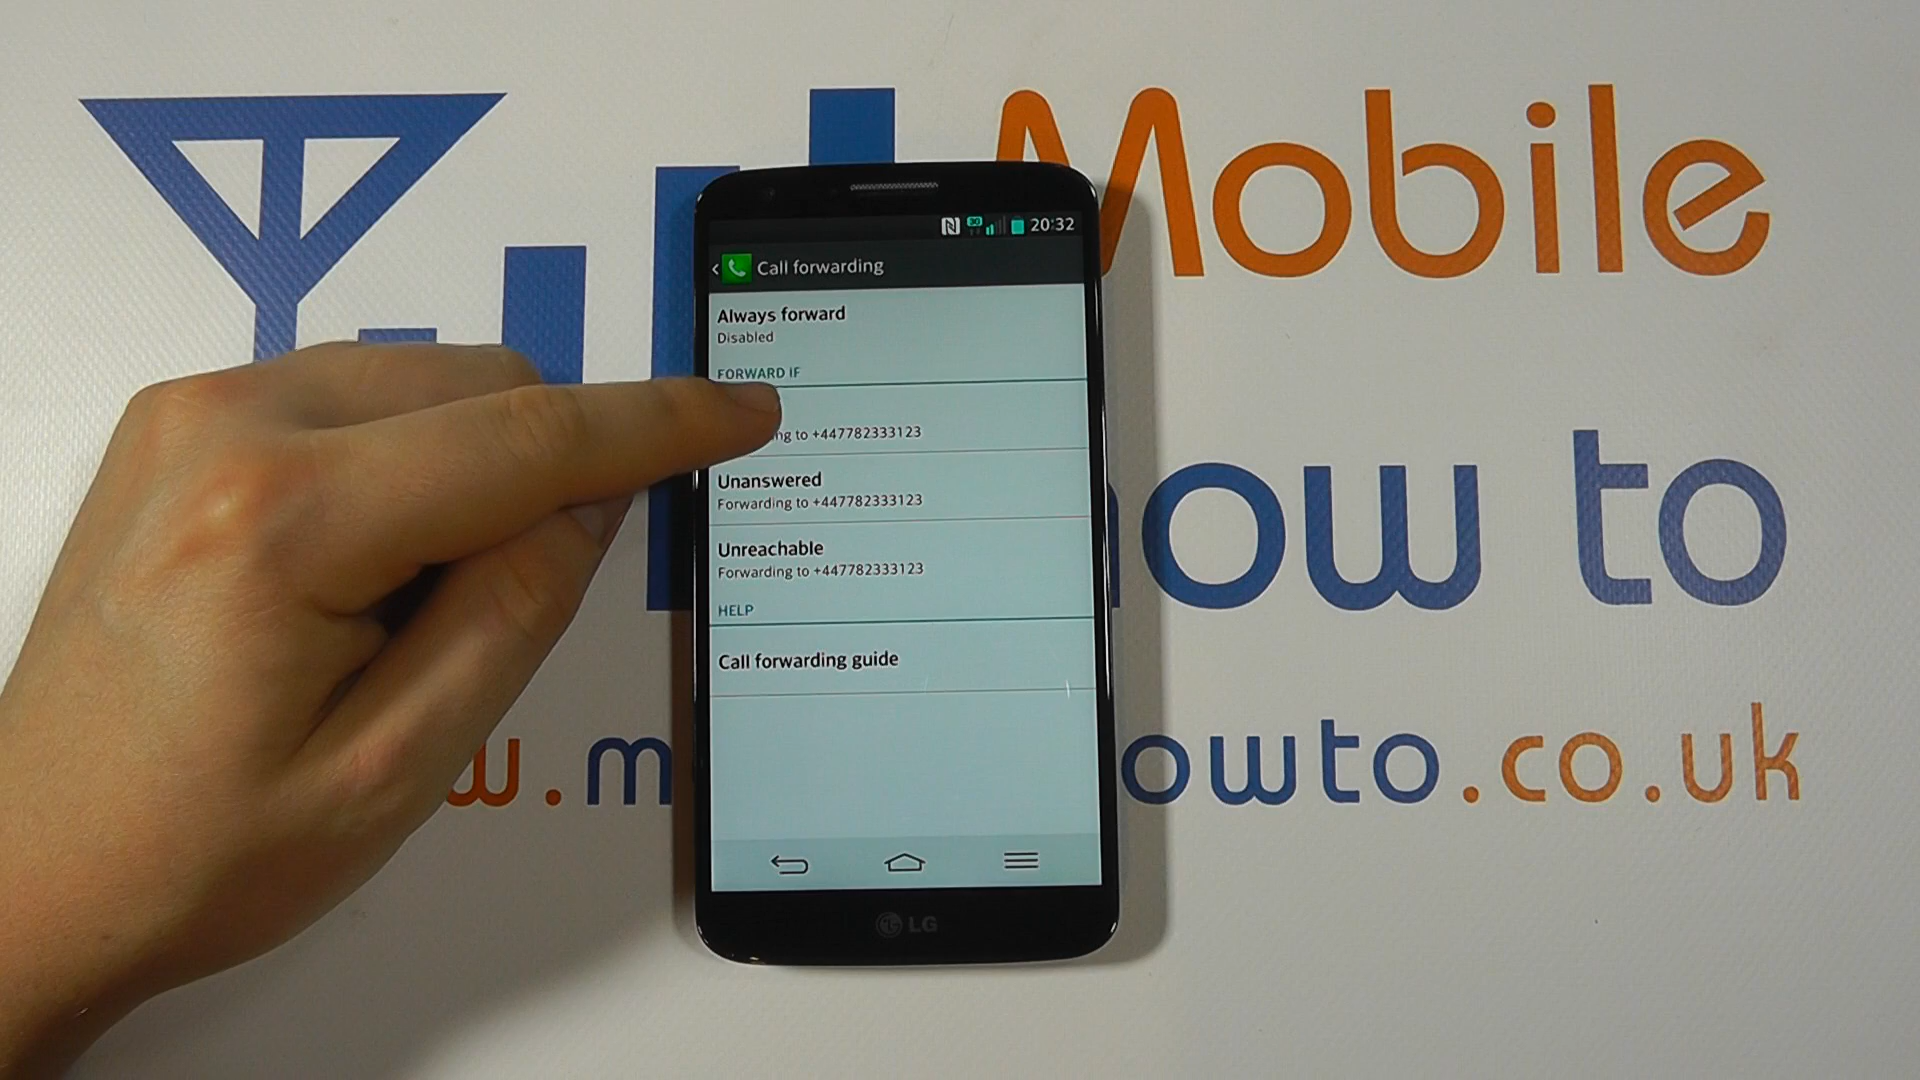 Mobile
20:32
Call forwarding
Always forward
Disabled
FORWARD IF
ng to +447782333123
Unanswered
Forwarding to +447782333123
Unreachable
Forwarding to +447782333123
HELP
Call forwarding guide
LG
ow to
w.m
owto.co.uk